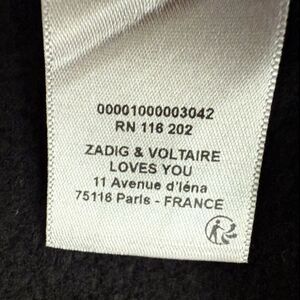 00001000003042
RN 116 202
ZADIG & VOLTAIRE
LOVES YOU
11 Avenue d'Iéna
75116 Paris - FRANCE